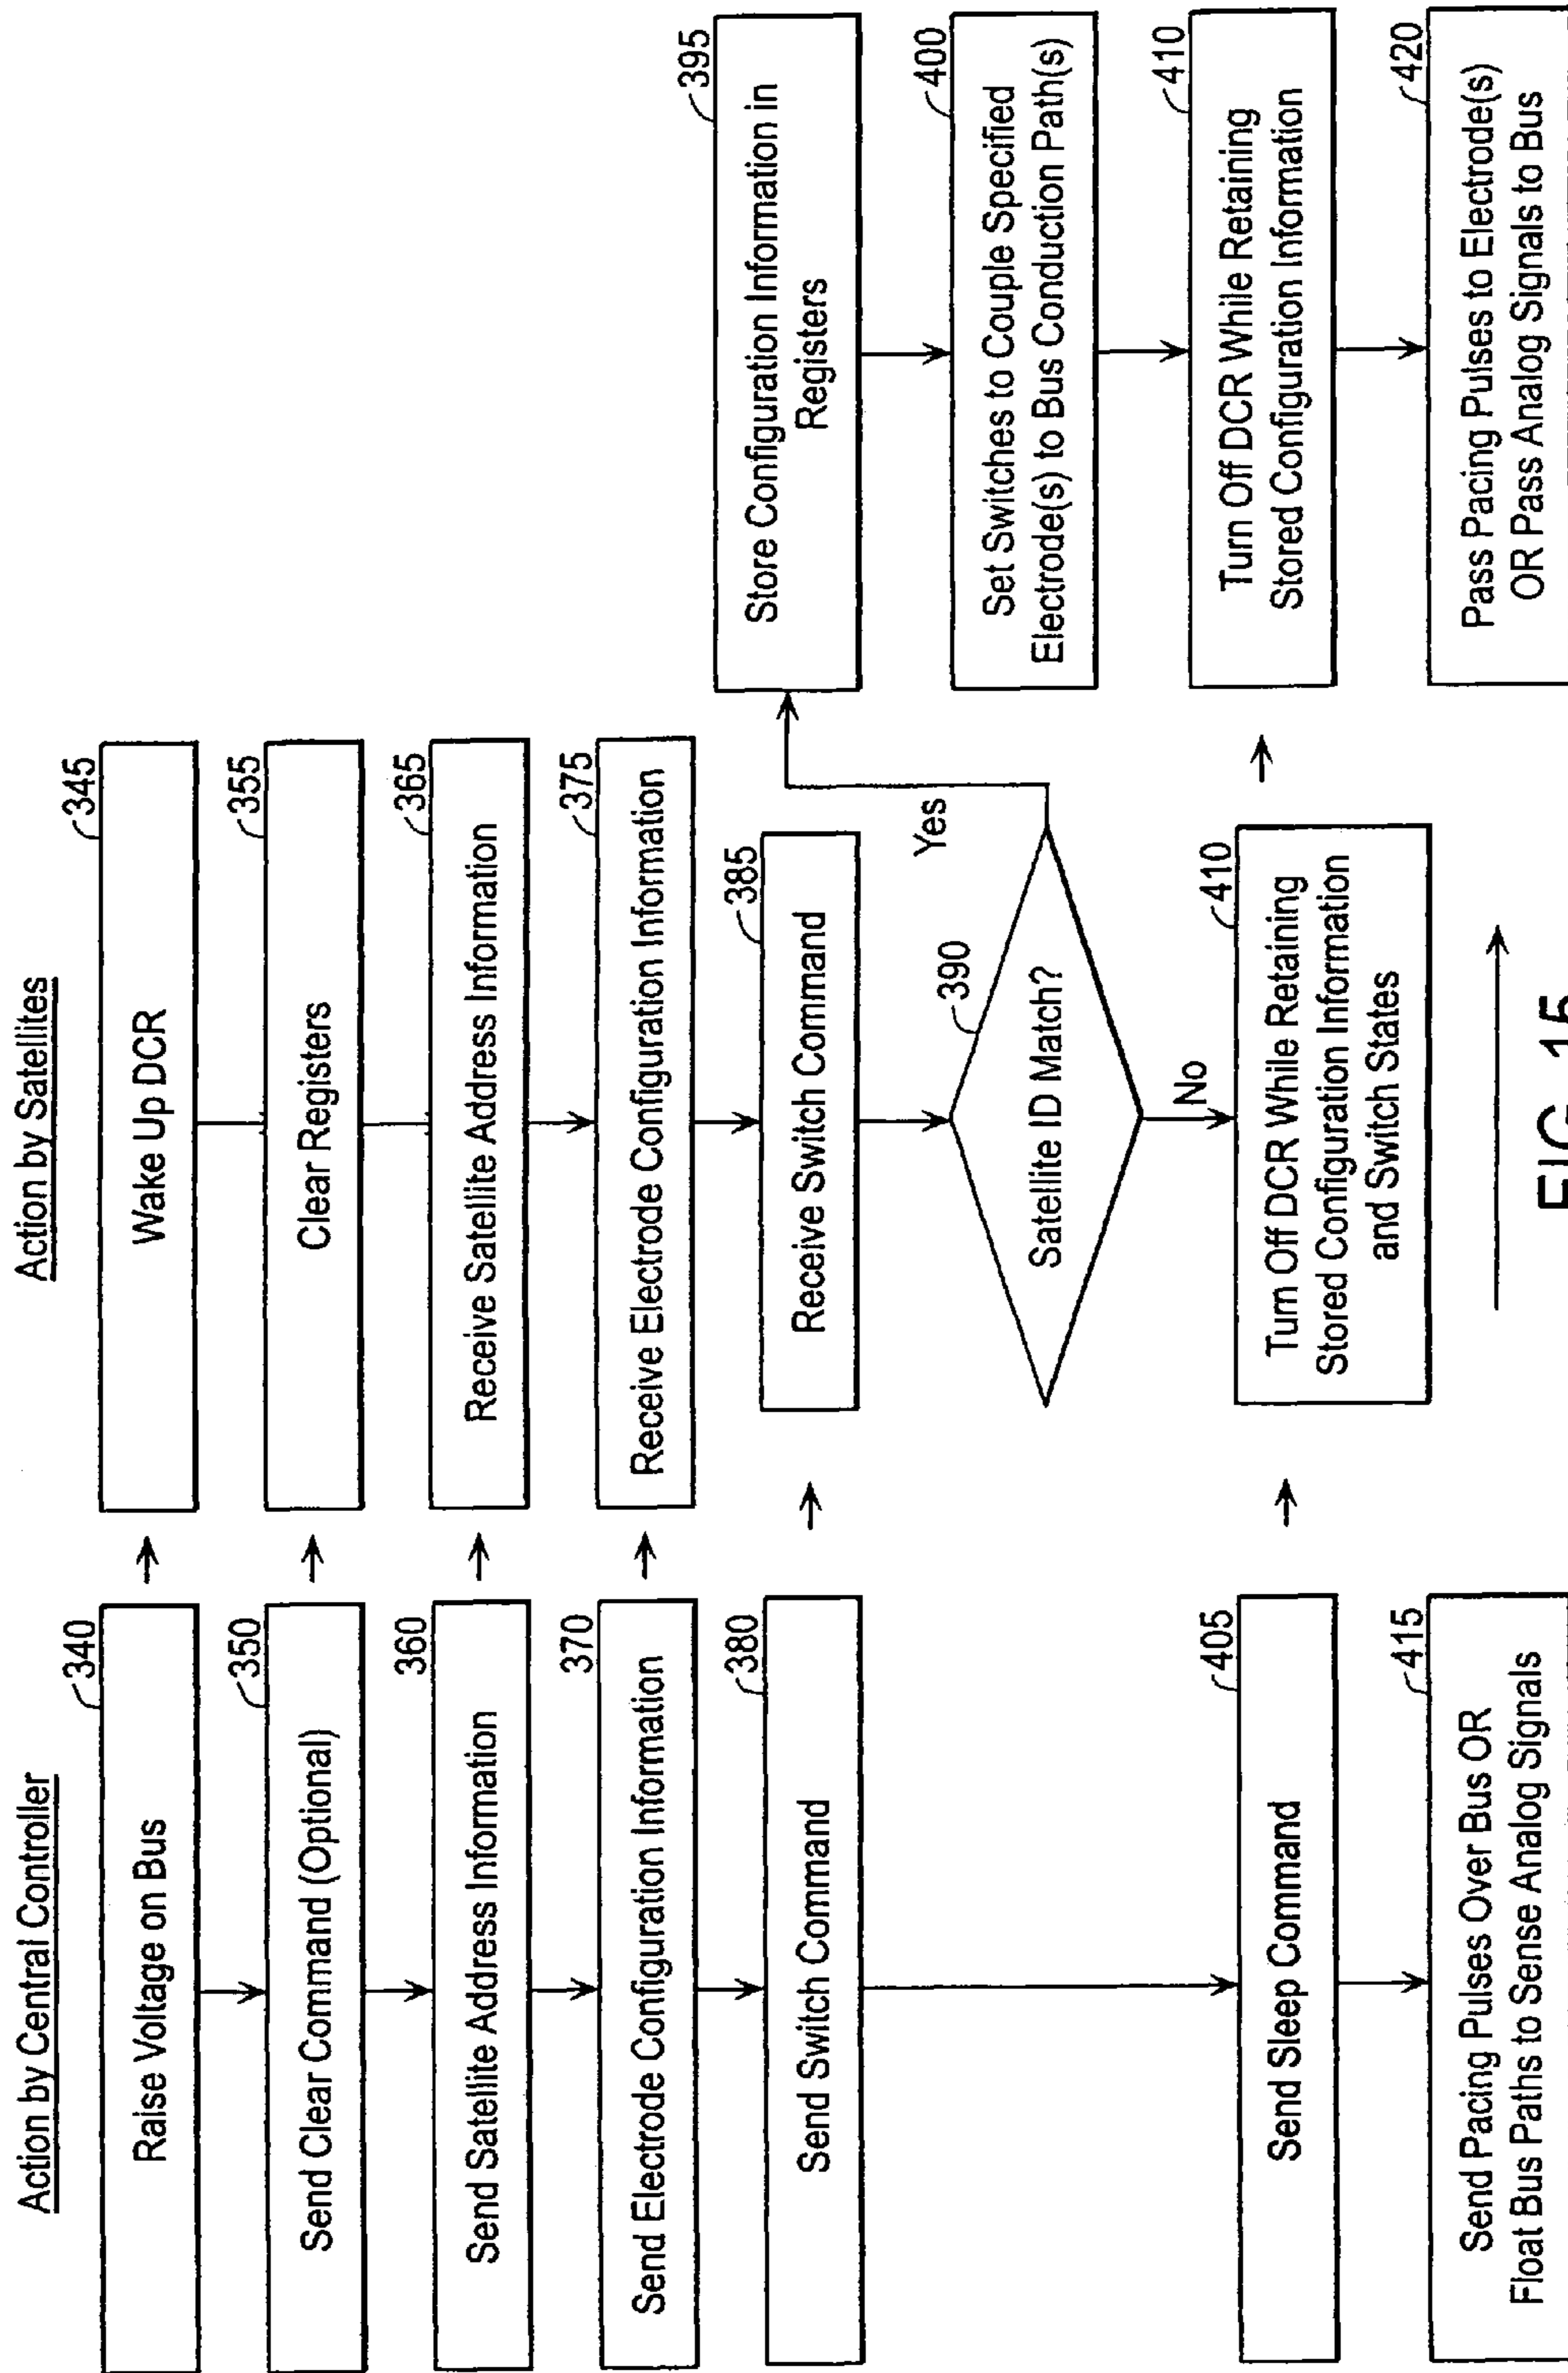 Action by Central Controller
340
Raise Voltage on Bus
350
Send Clear Command (Optional)
360
Send Satellite Address Information
370
Send Electrode Configuration Information
380
Send Switch Command
405
Send Sleep Command
415
Send Pacing Pulses Over Bus OR
Float Bus Paths to Sense Analog Signals
Action by Satellites
345
Wake Up DCR
355
Clear Registers
365
Receive Satellite Address Information
375
Receive Electrode Configuration Information
385
Receive Switch Command
390
Satellite ID Match?
Yes
No
410
Turn Off DCR While Retaining
Stored Configuration Information
and Switch States
395
Store Configuration Information in
Registers
400
Set Switches to Couple Specified
Electrode(s) to Bus Conduction Path(s)
410
Turn Off DCR While Retaining
Stored Configuration Information
420
Pass Pacing Pulses to Electrode(s)
OR Pass Analog Signals to Bus
FIG. 15